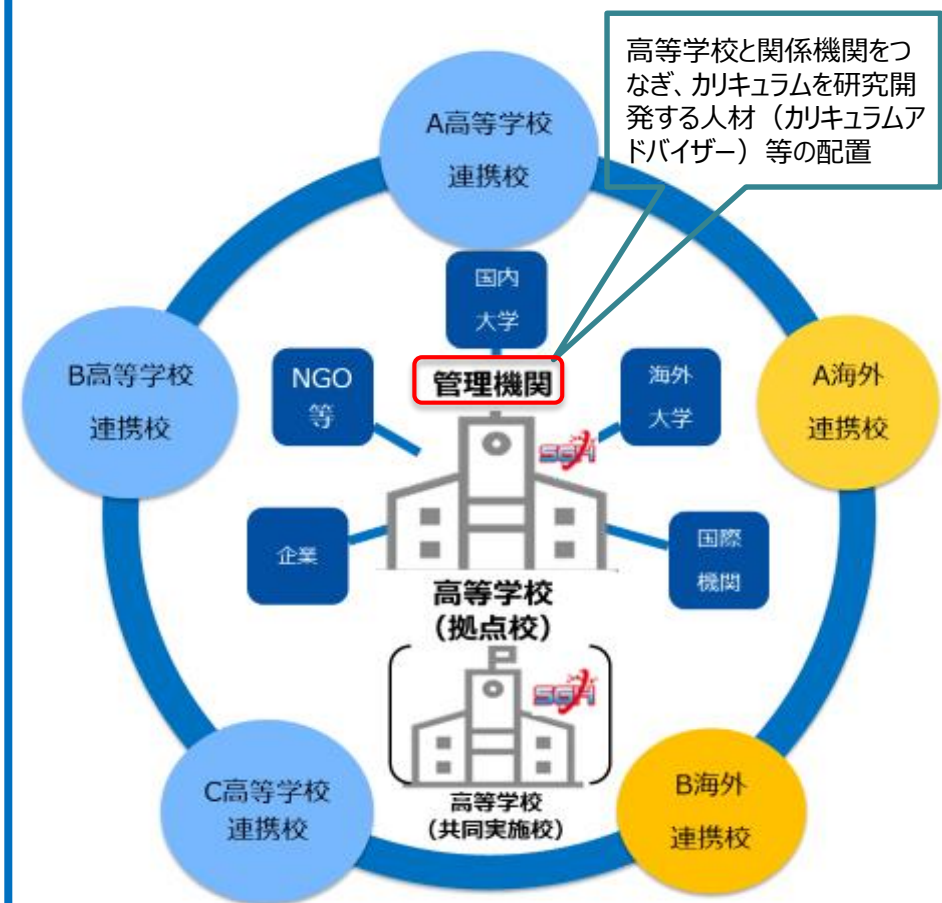 高等学校と関係機関をつ
なぎ、カリキュラムを研究開
発する人材（カリキュラムア
ドバイザー）等の配置
A高等学校
連携校
国内
大学
B高等学校
連携校
NGO
等
管理機関
海外
大学
A海外
連携校
SGH
企業
国際
機関
高等学校
(拠点校)
SGH
C高等学校
連携校
高等学校
(共同実施校)
B海外
連携校